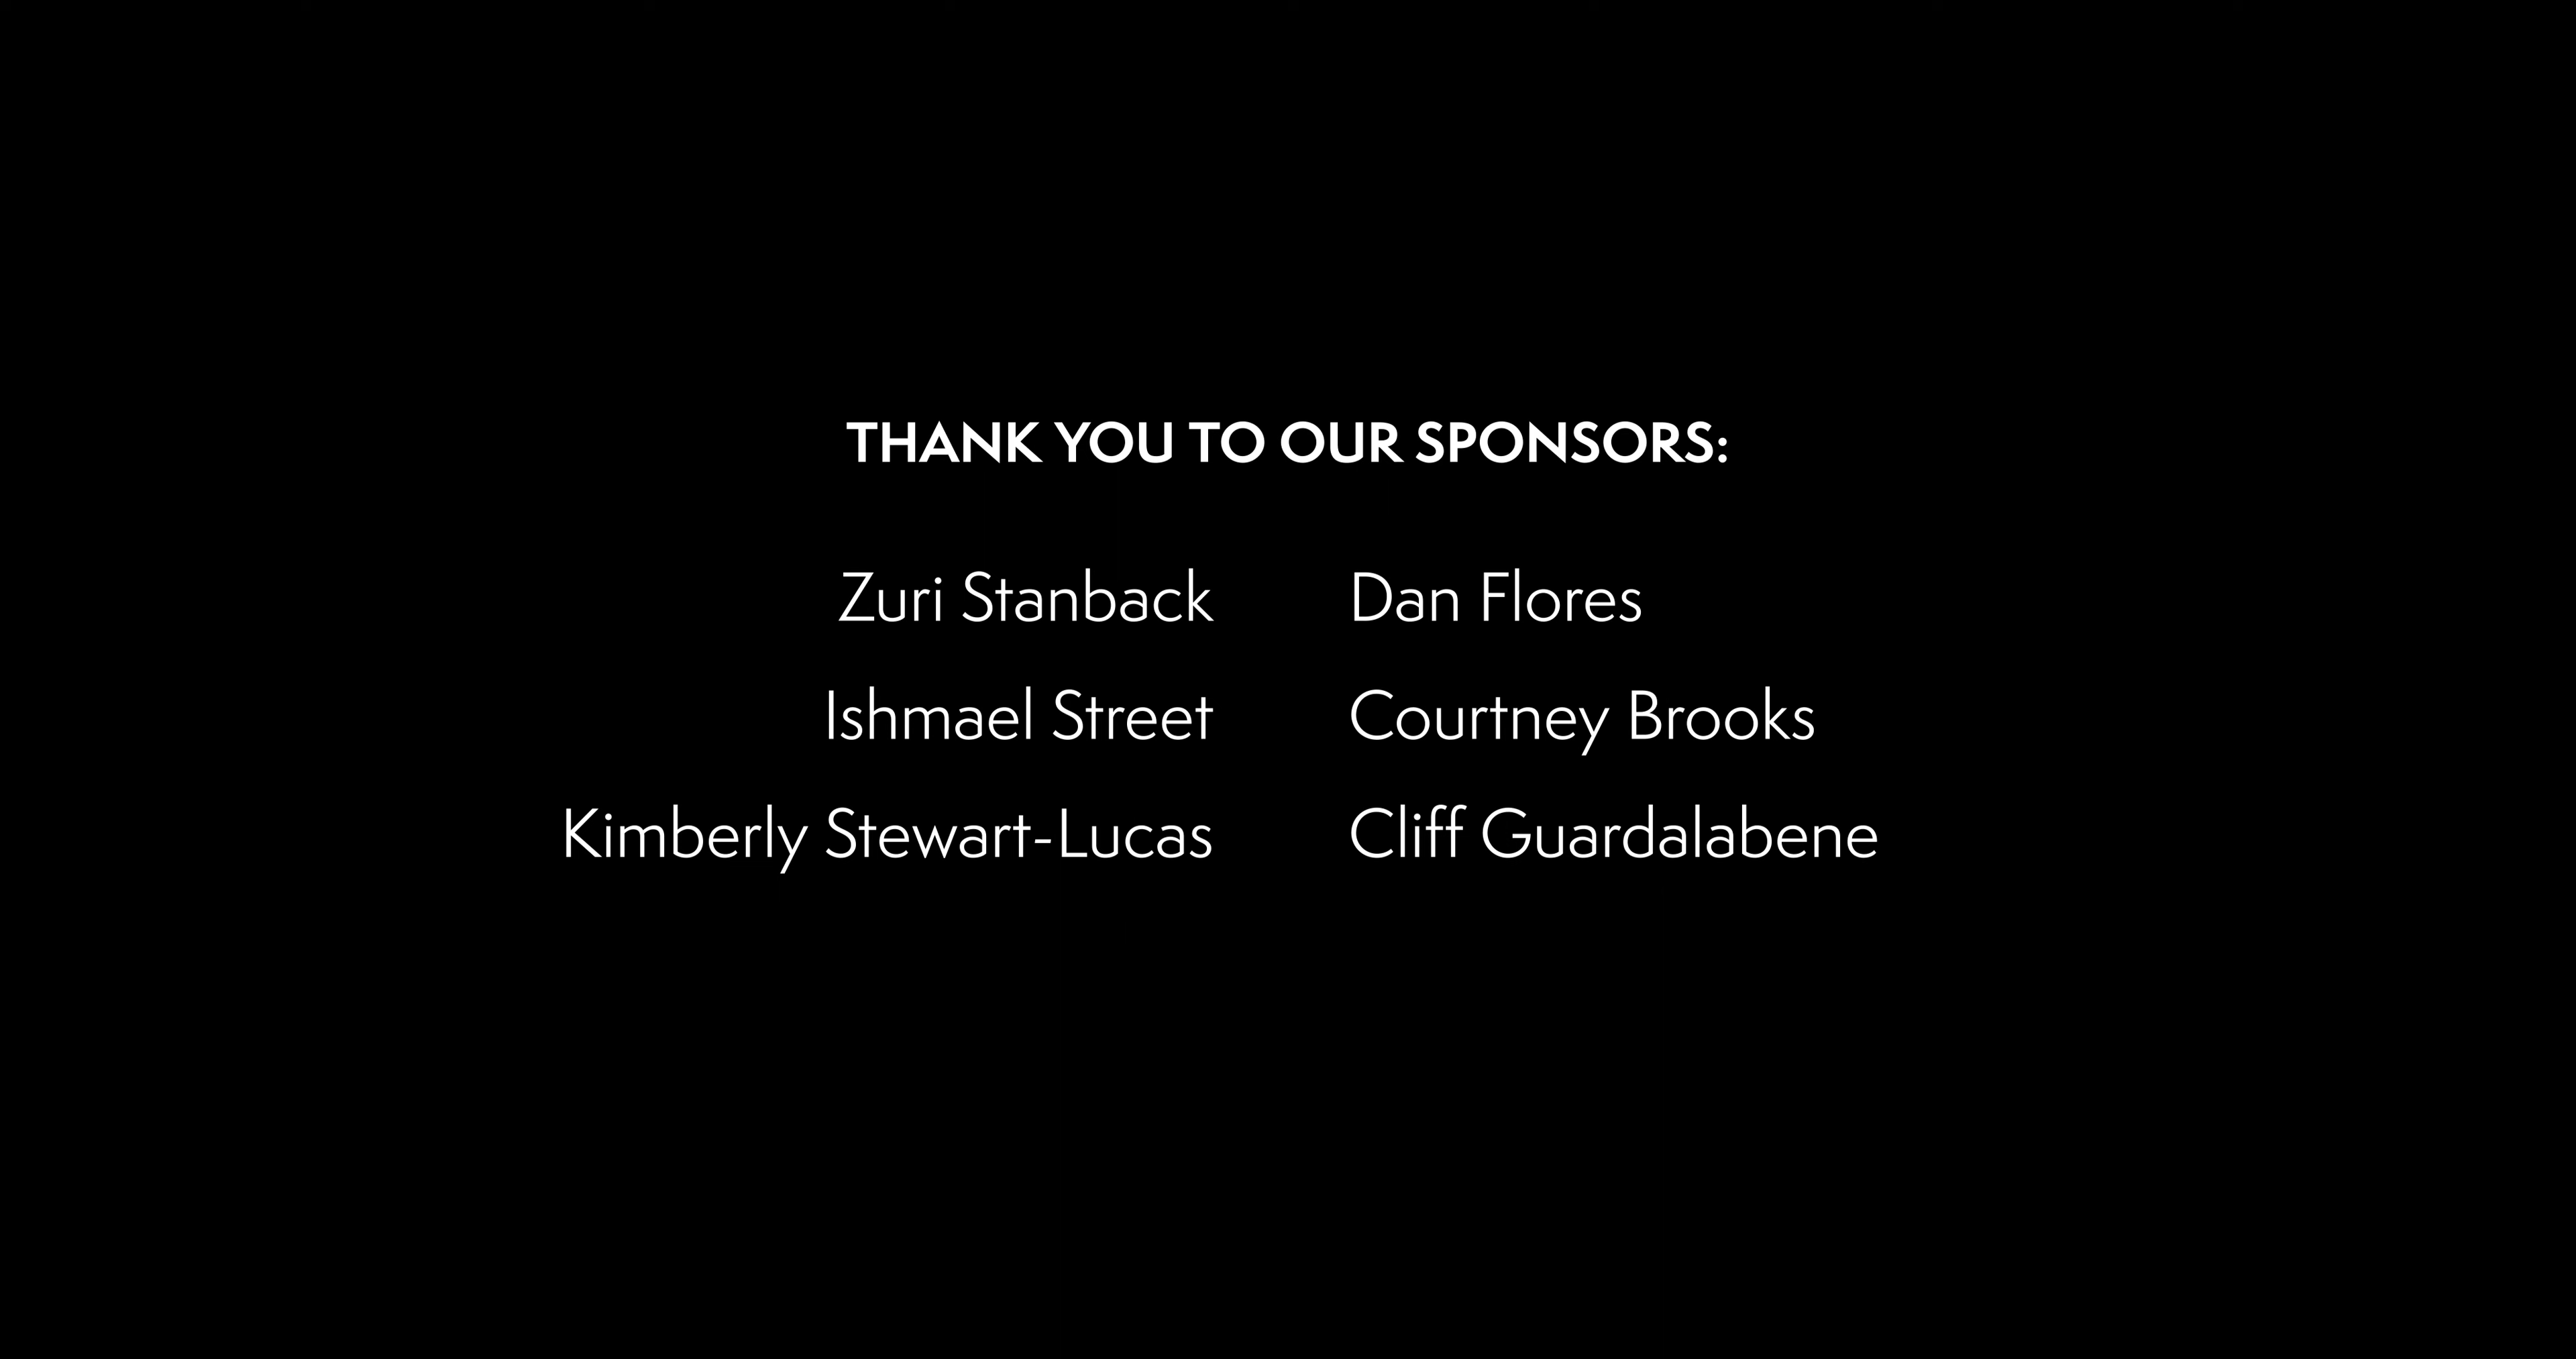 THANK YOU TO OUR SPONSORS:
Zuri Stanback Dan Flores
Ishmael Street Courtney Brooks
Kimberly Stewart-Lucas Cliff Guardalabene